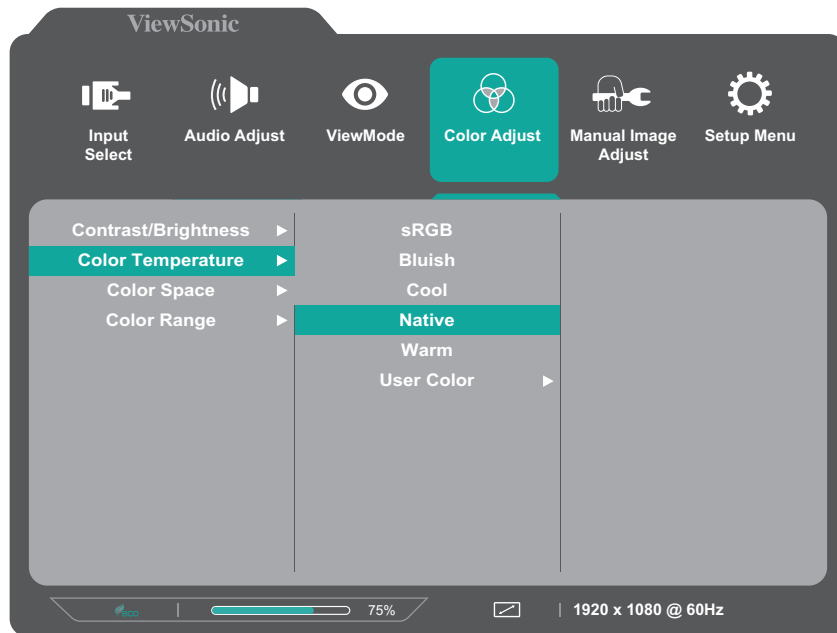 ViewSonic
Input
Select
Audio Adjust
ViewMode
Color Adjust
Manual Image
Adjust
Setup Menu
Contrast/Brightness
Color Temperature
Color Space
Color Range
sRGB
Bluish
Cool
Native
Warm
User Color
eco
75%
1920 x 1080 @ 60Hz